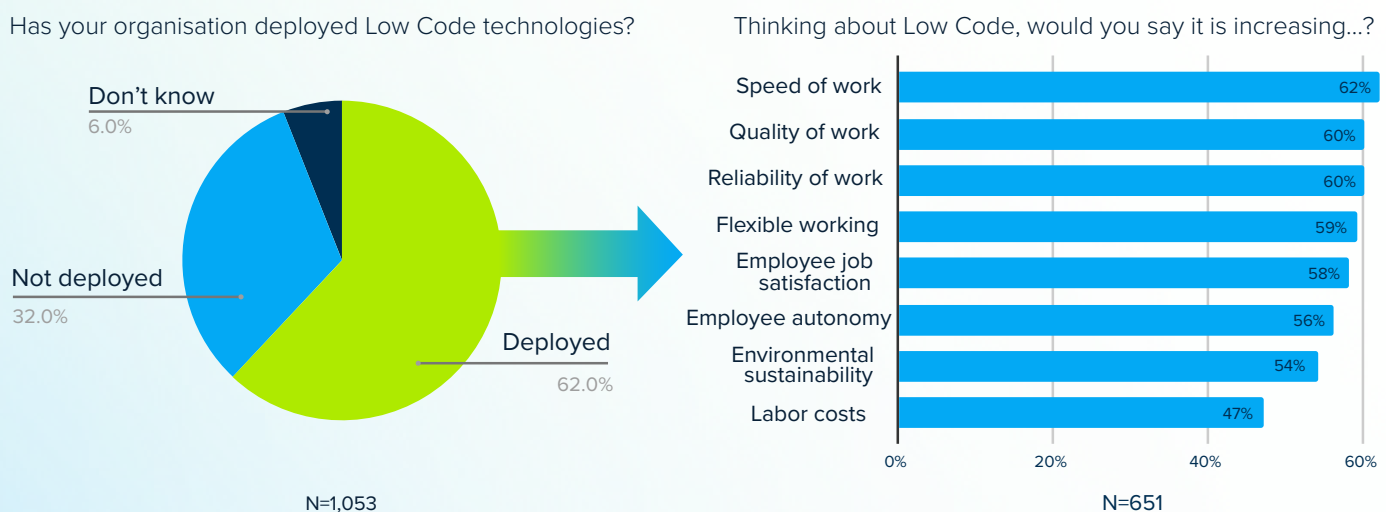 Has your organisation deployed Low Code technologies?
Don't know
6.0%
Not deployed
32.0%
Deployed
62.0%
N=1,053
Thinking about Low Code, would you say it is increasing...?
Speed of work
62%
Quality of work
60%
Reliability of work
60%
Flexible working
59%
Employee job
satisfaction
58%
Employee autonomy
56%
Environmental
sustainability
54%
Labor costs
47%
0%
20%
40%
60%
N=651